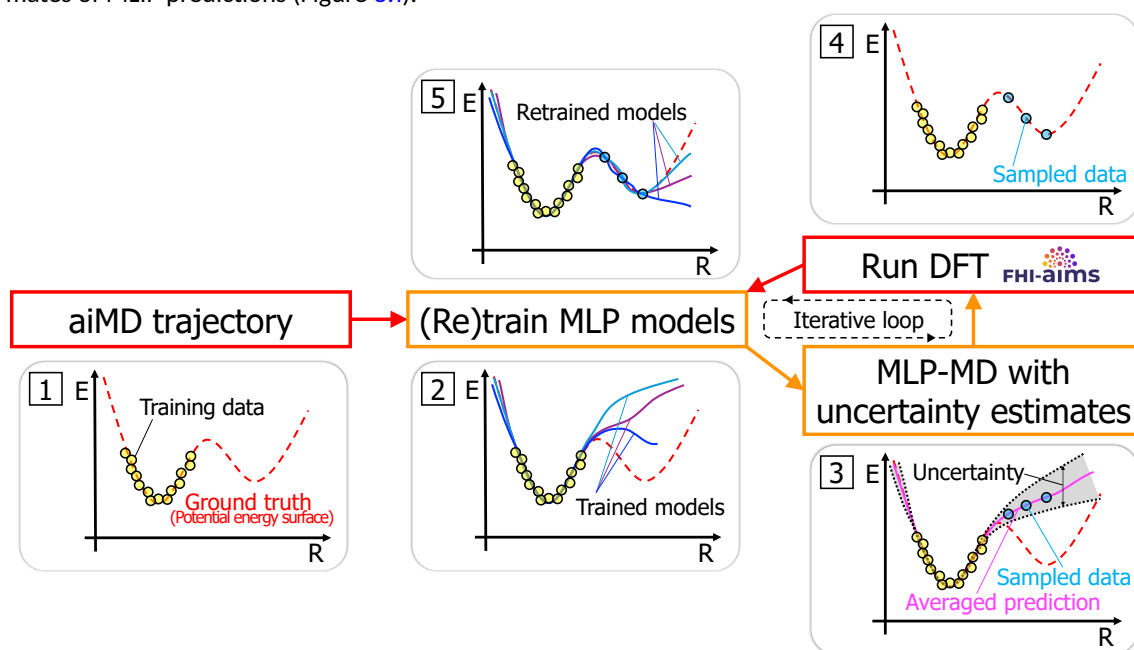 mates of MLIP predictions (Figure
4
E
Sampled data
R
5
E
Retrained models
R
Run DFT FHI-aims
aiMD trajectory
(Re)train MLP models
Iterative loop
MLP-MD with
uncertainty estimates
1
E
Training data
Ground truth
(Potential energy surface)
R
2
E
Trained models
R
3
E
Uncertainty
Sampled data
Averaged prediction
R